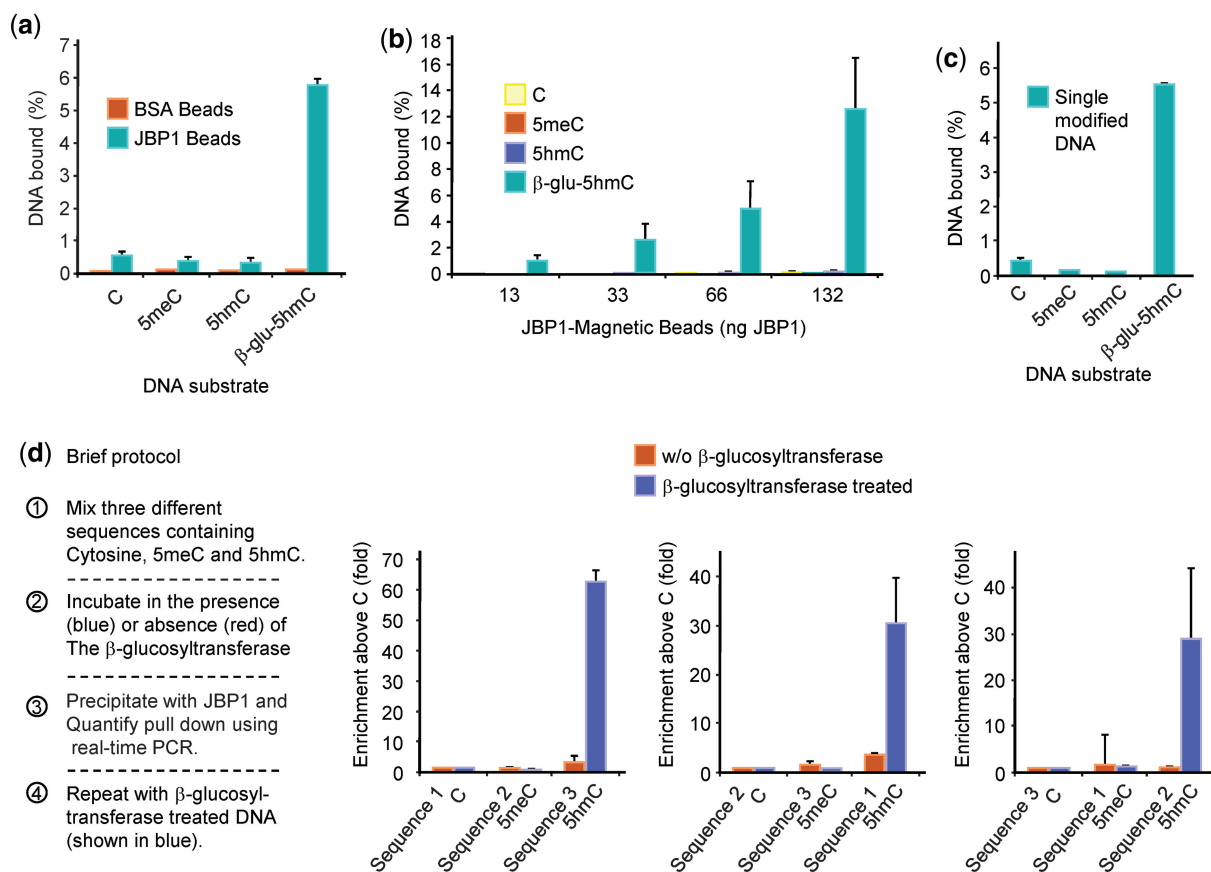 (a)
7
6
5
4
3
2
1
0
DNA bound (%)
BSA Beads
JBP1 Beads
C
5meC
5hmC
β-glu-5hmC
DNA substrate
(b)
18
16
14
12
10
8
6
4
2
0
DNA bound (%)
C
5meC
5hmC
β-glu-5hmC
13
33
66
132
JBP1-Magnetic Beads (ng JBP1)
(c)
6
5
4
3
2
1
0
DNA bound (%)
Single
modified
DNA
C
5meC
5hmC
β-glu-5hmC
DNA substrate
(d)
Brief protocol
① Mix three different
sequences containing
Cytosine, 5meC and 5hmC.
② Incubate in the presence
(blue) or absence (red) of
The β-glucosyltransferase
③ Precipitate with JBP1 and
Quantify pull down using
real-time PCR.
④ Repeat with β-glucosyl-
transferase treated DNA
(shown in blue).
w/o β-glucosyltransferase
β-glucosyltransferase treated
Enrichment above C (fold)
70
60
50
40
30
20
10
0
Sequence 1
C
Sequence 2
5meC
Sequence 3
5hmC
Enrichment above C (fold)
40
30
20
10
0
Sequence 2
C
Sequence 3
5meC
Sequence 1
5hmC
Enrichment above C (fold)
40
30
20
10
0
Sequence 3
C
Sequence 1
5meC
Sequence 2
5hmC